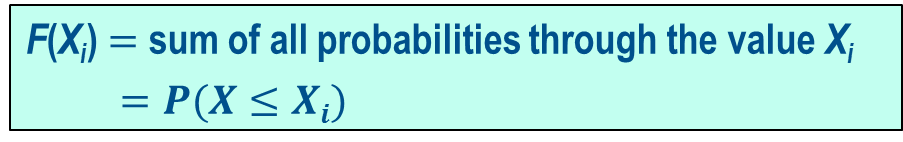 F(Xᵢ) = sum of all probabilities through the value Xᵢ
= P(X ≤ Xᵢ)